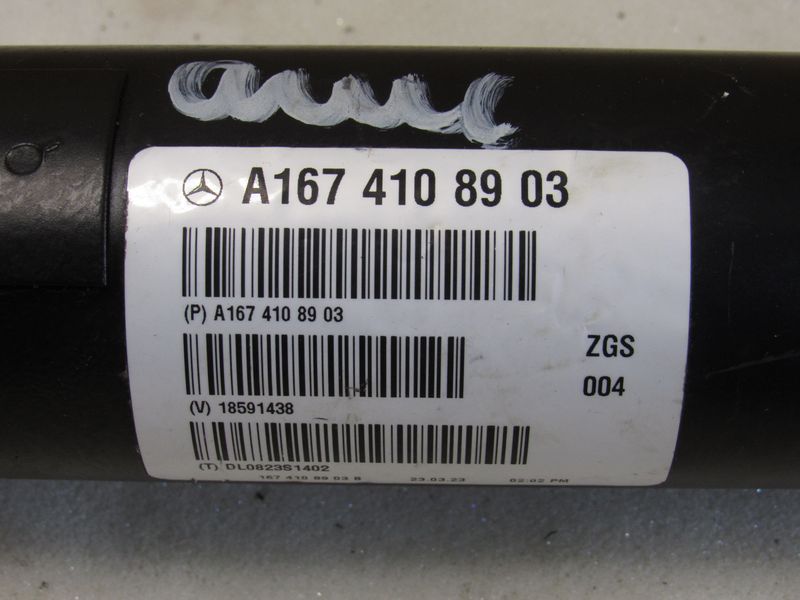 A167 410 89 03
(P) A167 410 89 03
ZGS
004
(V) 18591438
(T) DL0823S1402
167 410 89 03 B 23.03.23 02:02 PM